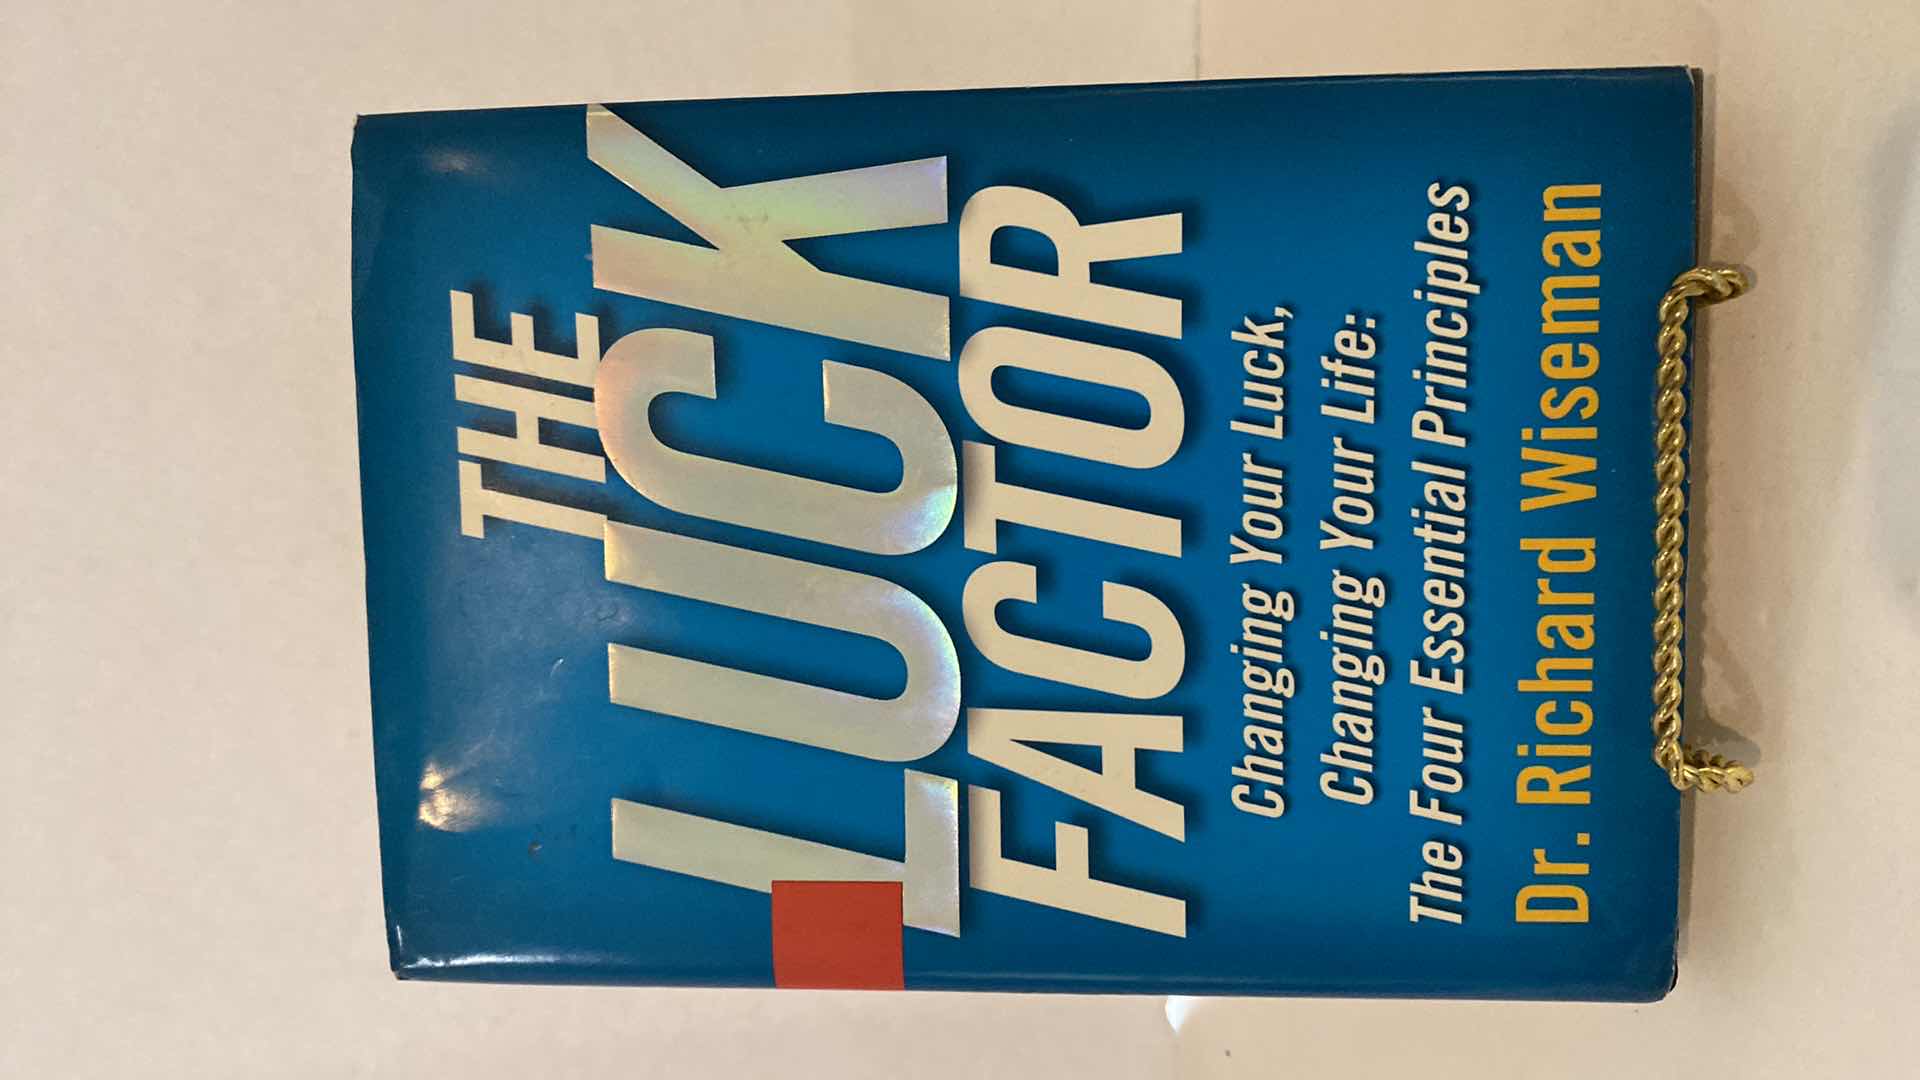 THE
LUCK
FACTOR
Changing Your Luck,
Changing Your Life:
The Four Essential Principles
Dr. Richard Wiseman